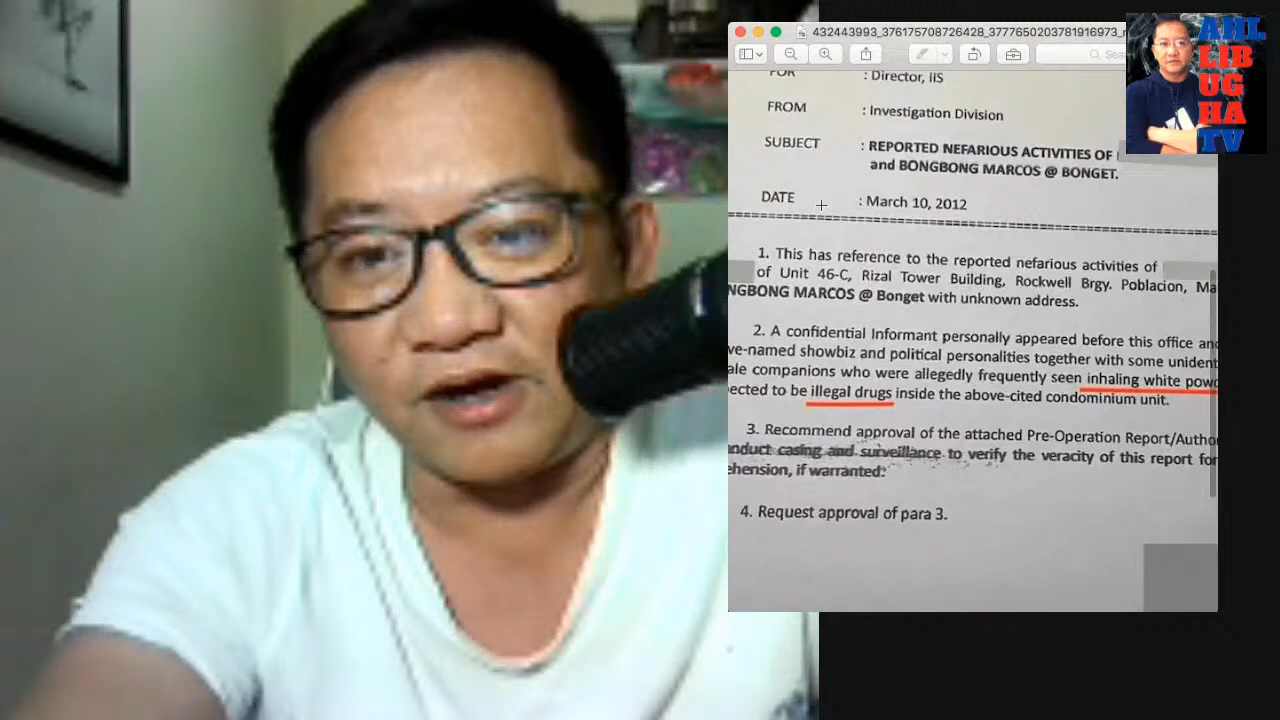 432443993_376175708726428_3777650203781916973_
AHL
LIB
UG
HA
TV
FOR : Director, IIS
FROM : Investigation Division
SUBJECT : REPORTED NEFARIOUS ACTIVITIES OF
and BONGBONG MARCOS @ BONGET.
DATE : March 10, 2012
1. This has reference to the reported nefarious activities of
of Unit 46-C, Rizal Tower Building, Rockwell Brgy. Poblacion, Ma
NGBONG MARCOS @ Bonget with unknown address.
2. A confidential Informant personally appeared before this office and
ve-named showbiz and political personalities together with some unident
ale companions who were allegedly frequently seen inhaling white powd
ected to be illegal drugs inside the above-cited condominium unit.
3. Recommend approval of the attached Pre-Operation Report/Autho
nduct casing and surveillance to verify the veracity of this report for
ehension, if warranted:
4. Request approval of para 3.